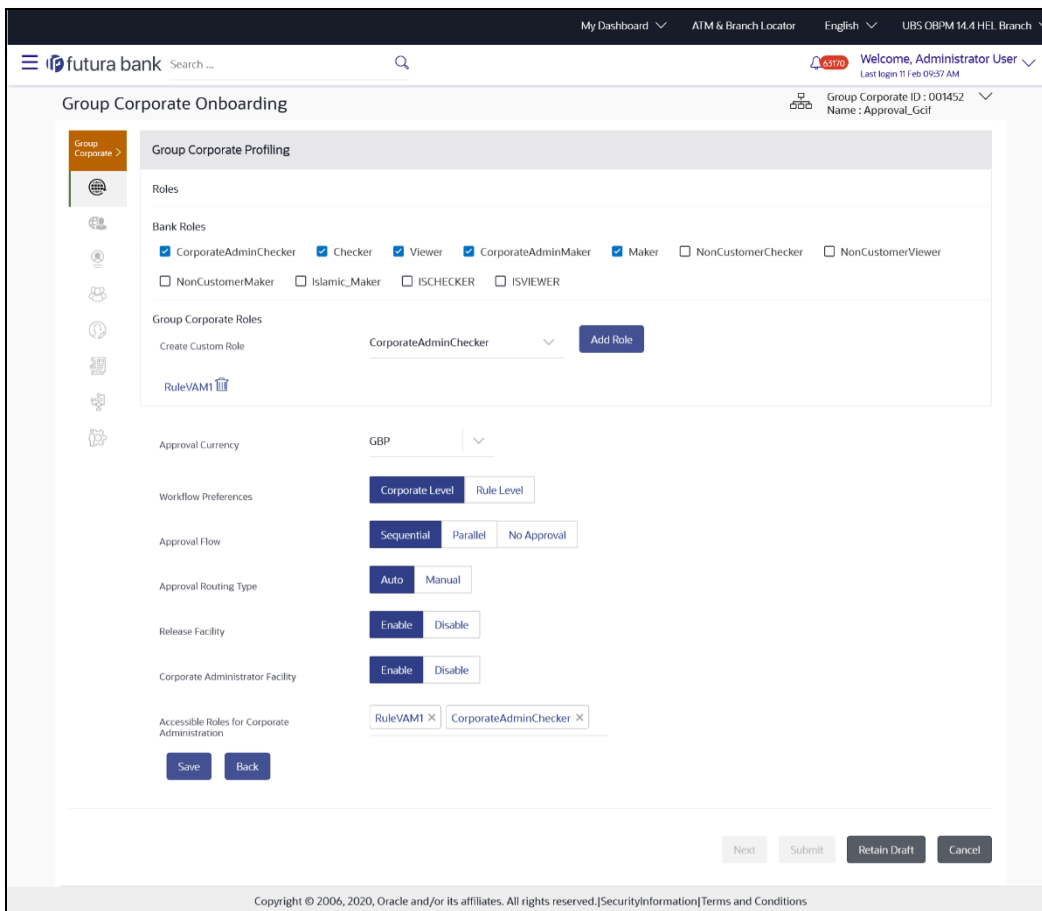 My Dashboard ATM & Branch Locator English UBS OBPM 14.4 HEL Branch
futura bank Search ... 63170 Welcome, Administrator User
Last login 11 Feb 09:37 AM
Group Corporate Onboarding
Group Corporate ID : 001452
Name : Approval_Gcif
Group
Corporate >
Group Corporate Profiling
Roles
Bank Roles
CorporateAdminChecker Checker Viewer CorporateAdminMaker Maker NonCustomerChecker NonCustomerViewer
NonCustomerMaker Islamic_Maker ISCHECKER ISVIEWER
Group Corporate Roles
Create Custom Role CorporateAdminChecker Add Role
RuleVAM1
Approval Currency GBP
Workflow Preferences Corporate Level Rule Level
Approval Flow Sequential Parallel No Approval
Approval Routing Type Auto Manual
Release Facility Enable Disable
Corporate Administrator Facility Enable Disable
Accessible Roles for Corporate
Administration
RuleVAM1 × CorporateAdminChecker ×
Save Back
Next Submit Retain Draft Cancel
Copyright © 2006, 2020, Oracle and/or its affiliates. All rights reserved.|SecurityInformation|Terms and Conditions